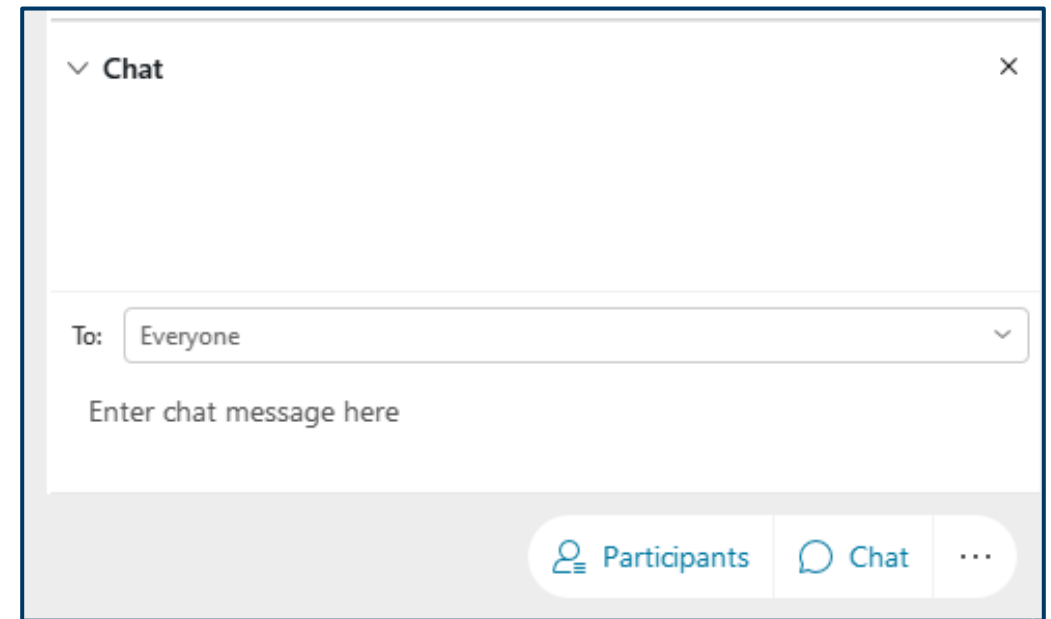 Chat
To: Everyone
Enter chat message here
Participants Chat ...